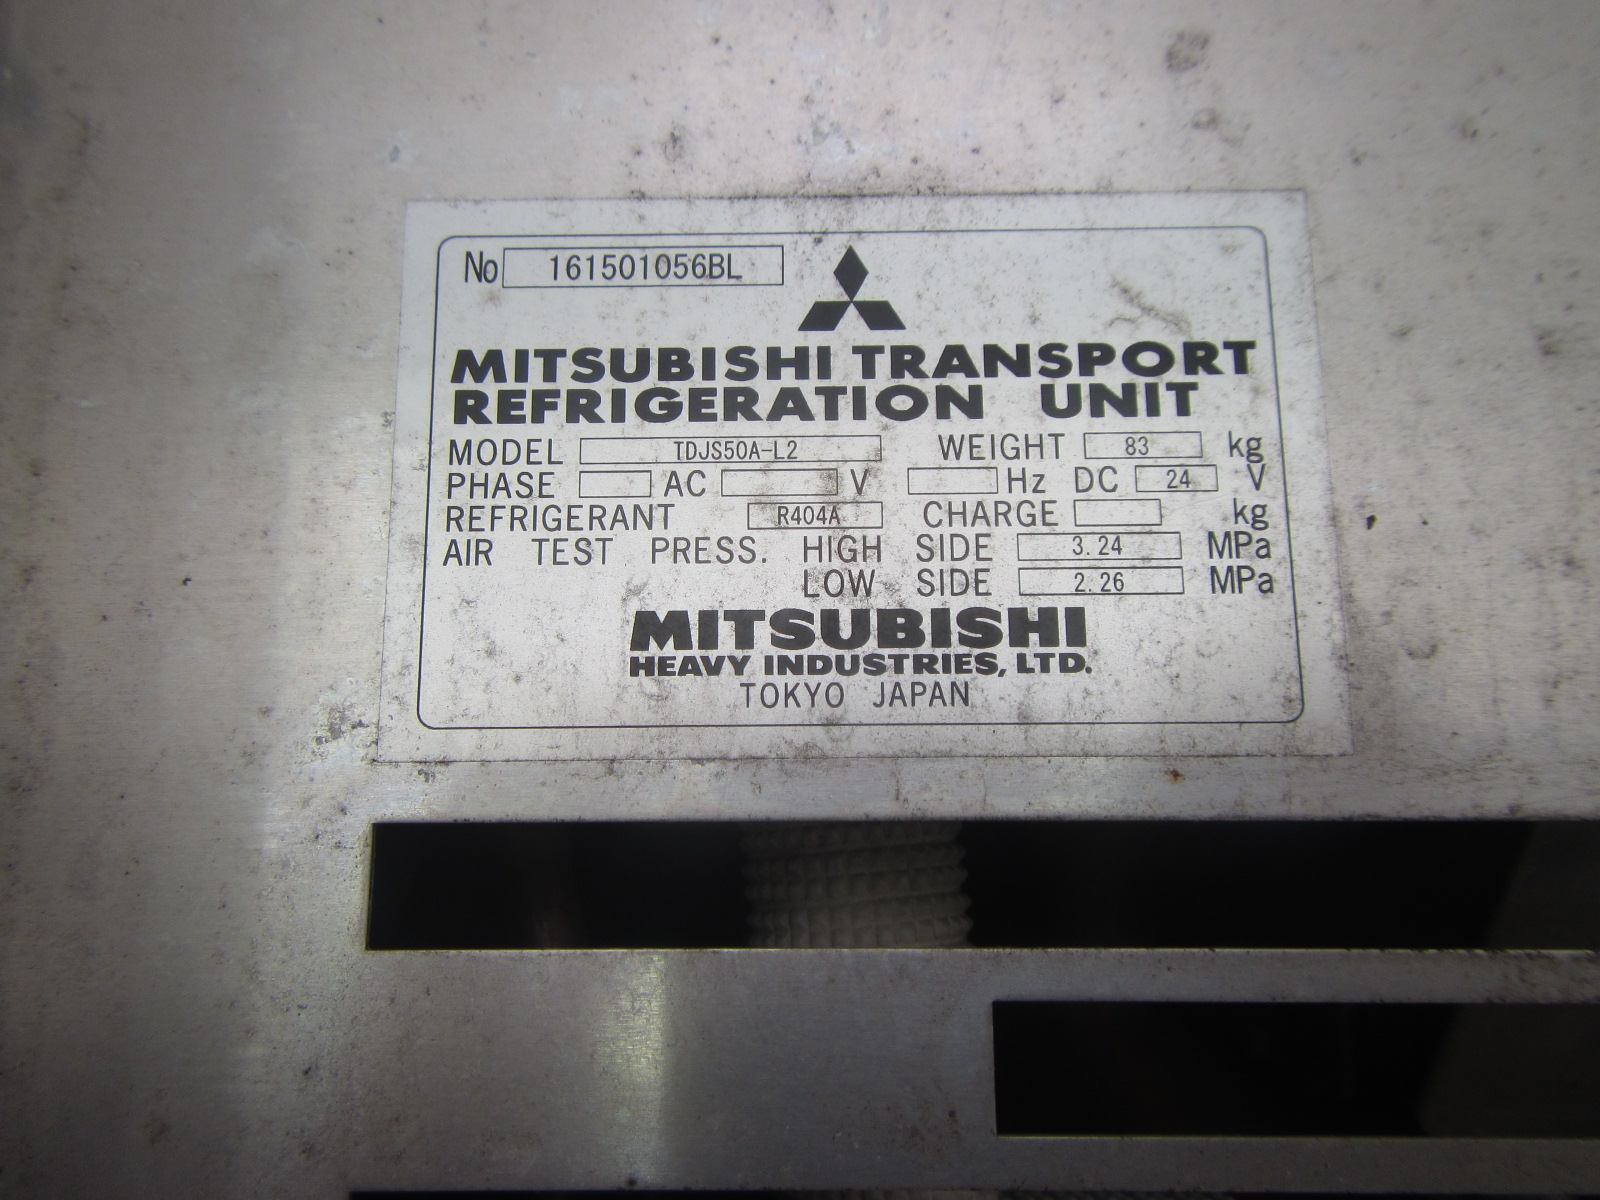 No 161501056BL
MITSUBISHI TRANSPORT
REFRIGERATION UNIT
MODEL TDJS50A-L2 WEIGHT 83 kg
PHASE AC V Hz DC 24 V
REFRIGERANT R404A CHARGE kg
AIR TEST PRESS. HIGH SIDE 3.24 MPa
LOW SIDE 2.26 MPa
MITSUBISHI
HEAVY INDUSTRIES, LTD.
TOKYO JAPAN